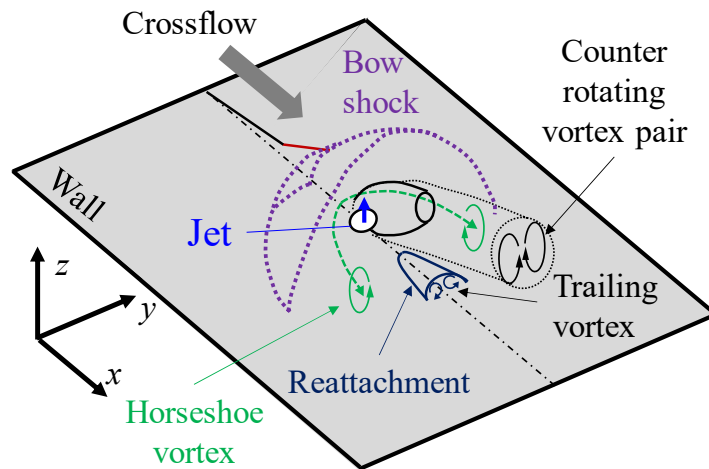 Crossflow
Bow
shock
Counter
rotating
vortex pair
Wall
Jet
z
y
x
Trailing
vortex
Reattachment
Horseshoe
vortex